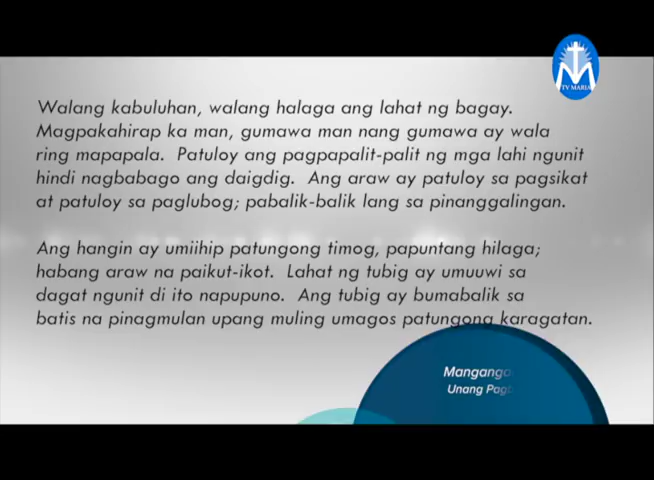 TV MARIA
Walang kabuluhan, walang halaga ang lahat ng bagay.
Magpakahirap ka man, gumawa man nang gumawa ay wala
ring mapapala. Patuloy ang pagpapalit-palit ng mga lahi ngunit
hindi nagbabago ang daigdig. Ang araw ay patuloy sa pagsikat
at patuloy sa paglubog; pabalik-balik lang sa pinanggalingan.
Ang hangin ay umiihip patungong timog, papuntang hilaga;
habang araw na paikut-ikot. Lahat ng tubig ay umuuwi sa
dagat ngunit di ito napupuno. Ang tubig ay bumabalik sa
batis na pinagmulan upang muling umagos patungong karagatan.
Unang